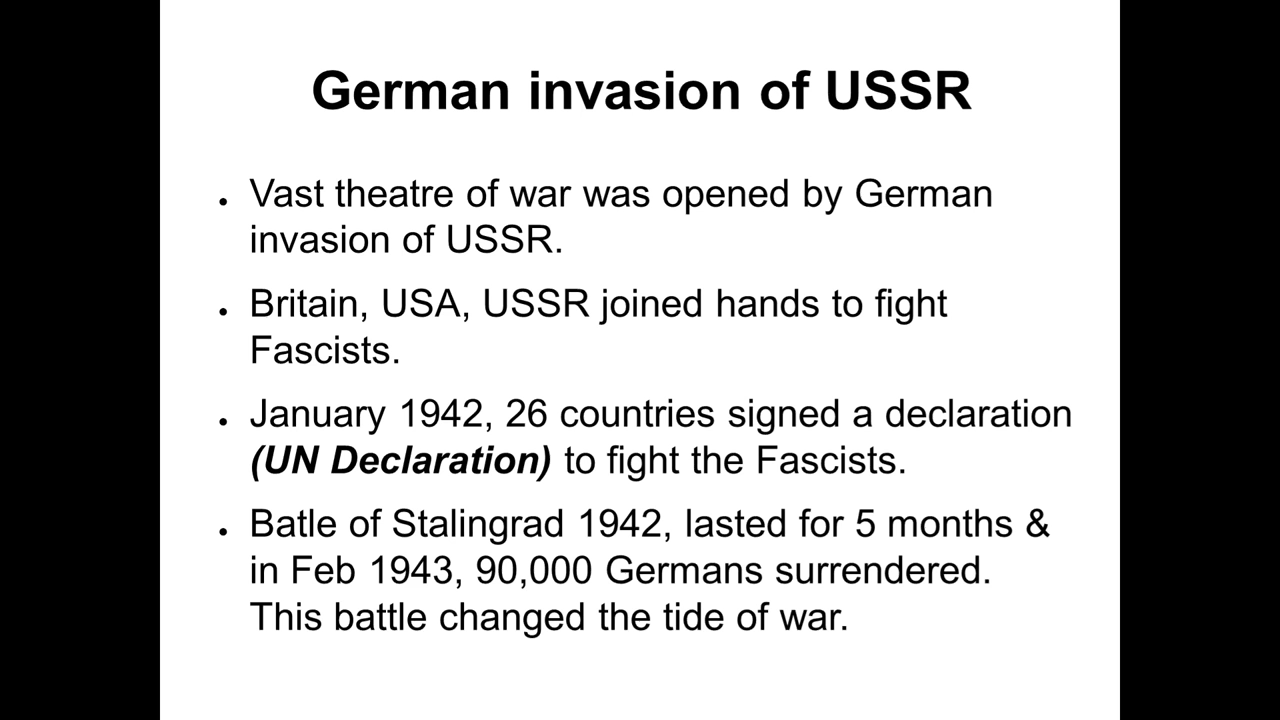 German invasion of USSR
• Vast theatre of war was opened by German
invasion of USSR.
• Britain, USA, USSR joined hands to fight
Fascists.
• January 1942, 26 countries signed a declaration
(UN Declaration) to fight the Fascists.
• Batle of Stalingrad 1942, lasted for 5 months &
in Feb 1943, 90,000 Germans surrendered.
This battle changed the tide of war.